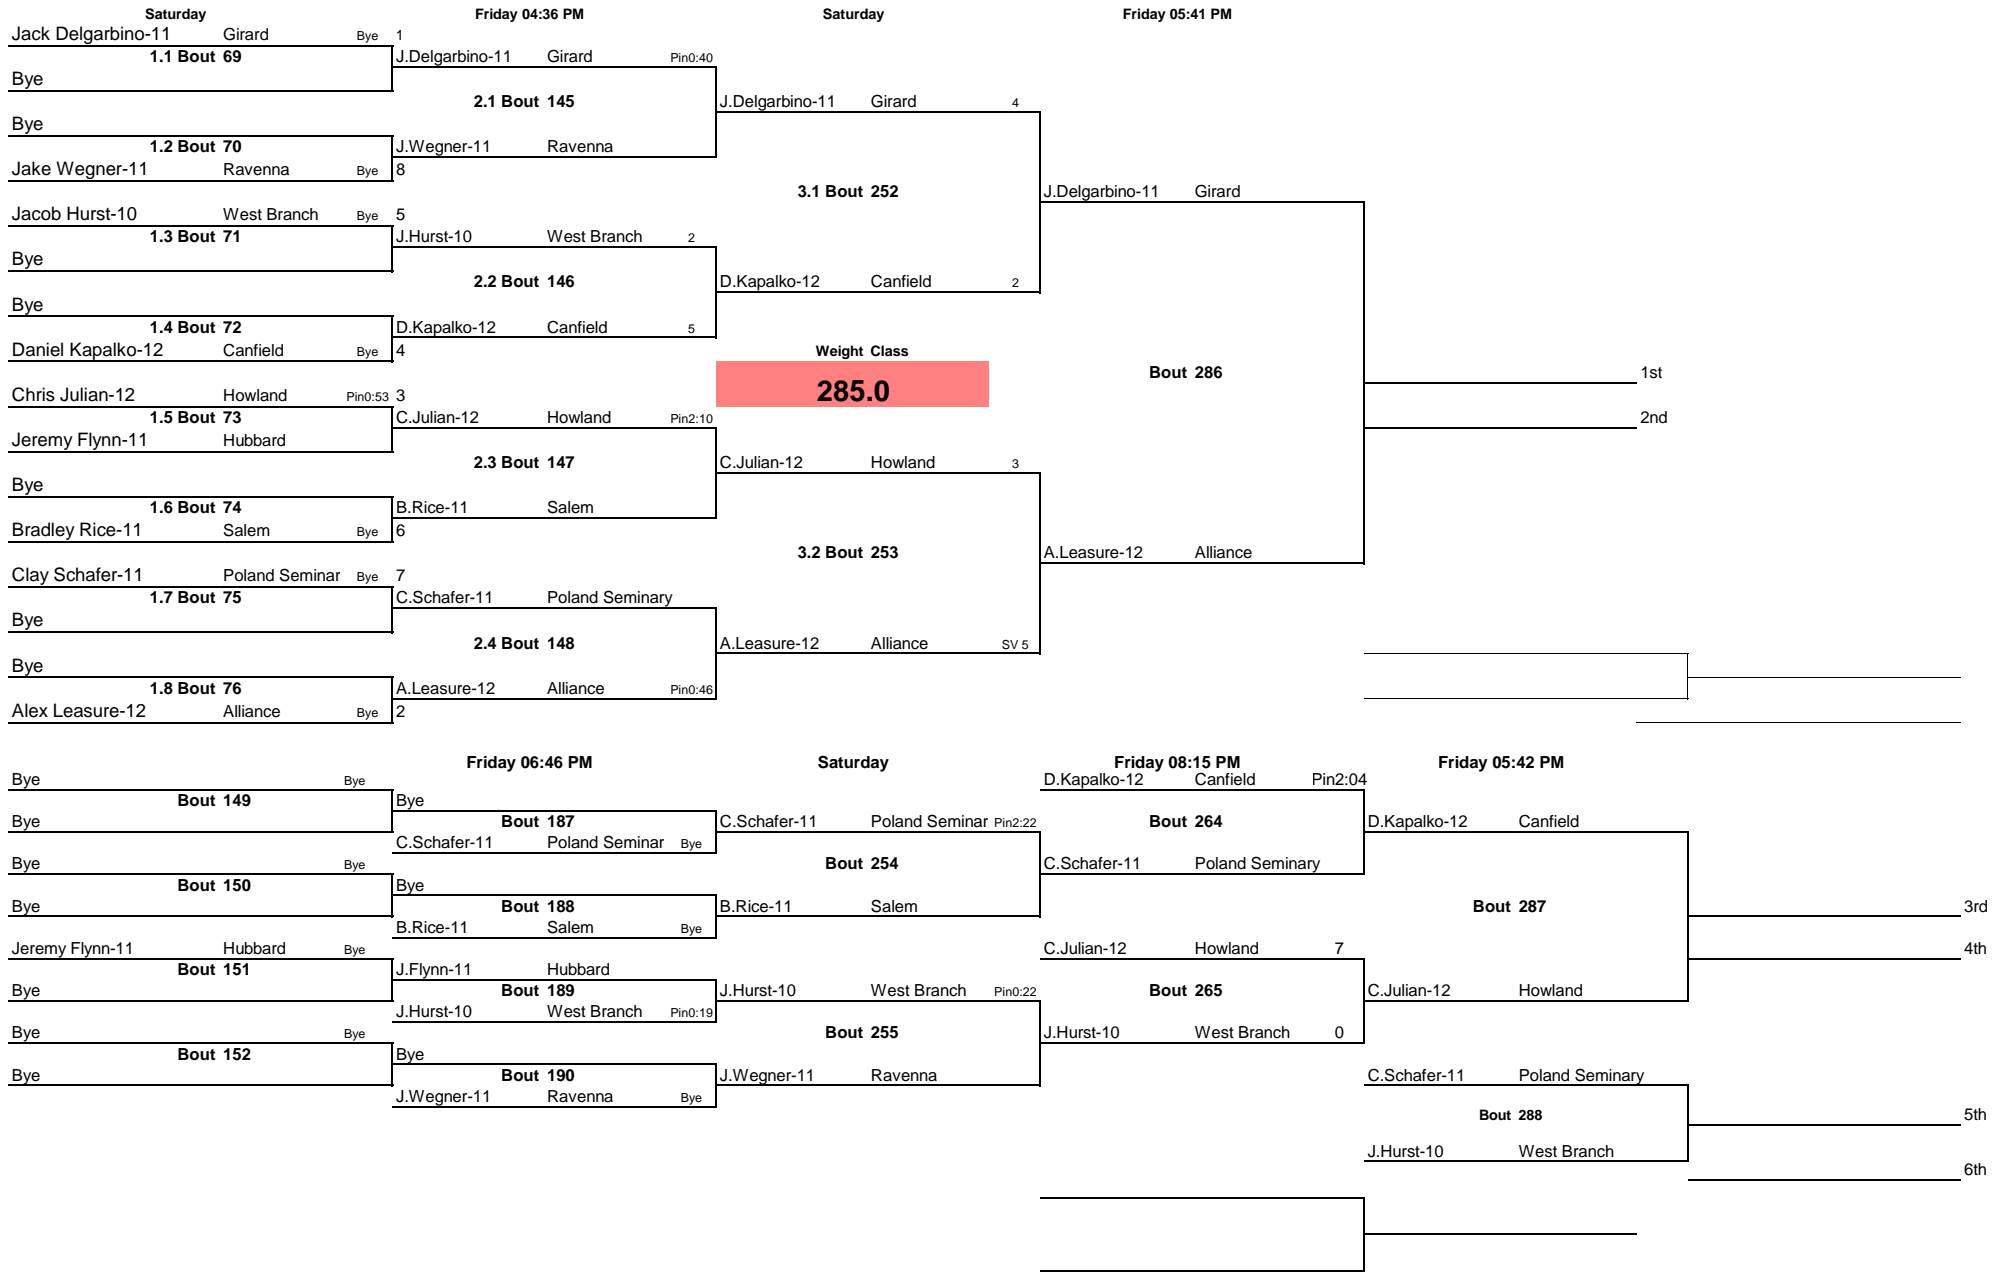 Saturday Friday 04:36 PM Saturday Friday 05:41 PM
Jack Delgarbino-11 Girard Bye 1
1.1 Bout 69 J.Delgarbino-11 Girard Pin0:40
Bye
2.1 Bout 145 J.Delgarbino-11 Girard 4
Bye
1.2 Bout 70 J.Wegner-11 Ravenna
Jake Wegner-11 Ravenna Bye 8
3.1 Bout 252 J.Delgarbino-11 Girard
Jacob Hurst-10 West Branch Bye 5
1.3 Bout 71 J.Hurst-10 West Branch 2
Bye
2.2 Bout 146 D.Kapalko-12 Canfield 2
Bye
1.4 Bout 72 D.Kapalko-12 Canfield 5
Daniel Kapalko-12 Canfield Bye 4 Weight Class
Bout 286 1st
285.0
Chris Julian-12 Howland Pin0:53 3
1.5 Bout 73 C.Julian-12 Howland Pin2:10 2nd
Jeremy Flynn-11 Hubbard
2.3 Bout 147 C.Julian-12 Howland 3
Bye
1.6 Bout 74 B.Rice-11 Salem
Bradley Rice-11 Salem Bye 6
3.2 Bout 253 A.Leasure-12 Alliance
Clay Schafer-11 Poland Seminar Bye 7
1.7 Bout 75 C.Schafer-11 Poland Seminary
Bye
2.4 Bout 148 A.Leasure-12 Alliance SV 5
Bye
1.8 Bout 76 A.Leasure-12 Alliance Pin0:46
Alex Leasure-12 Alliance Bye 2
Friday 06:46 PM Saturday Friday 08:15 PM Friday 05:42 PM
Bye Bye D.Kapalko-12 Canfield Pin2:04
Bout 149 Bye
Bye Bout 187 C.Schafer-11 Poland Seminar Pin2:22 Bout 264 D.Kapalko-12 Canfield
C.Schafer-11 Poland Seminar Bye
Bye Bye Bout 254 C.Schafer-11 Poland Seminary
Bout 150 Bye
Bye Bout 188 B.Rice-11 Salem Bout 287 3rd
B.Rice-11 Salem Bye
Jeremy Flynn-11 Hubbard Bye C.Julian-12 Howland 7 4th
Bout 151 J.Flynn-11 Hubbard
Bye Bout 189 J.Hurst-10 West Branch Pin0:22 Bout 265 C.Julian-12 Howland
J.Hurst-10 West Branch Pin0:19
Bye Bye Bout 255 J.Hurst-10 West Branch 0
Bout 152 Bye
Bye Bout 190 J.Wegner-11 Ravenna C.Schafer-11 Poland Seminary
J.Wegner-11 Ravenna Bye
Bout 288 5th
J.Hurst-10 West Branch
6th